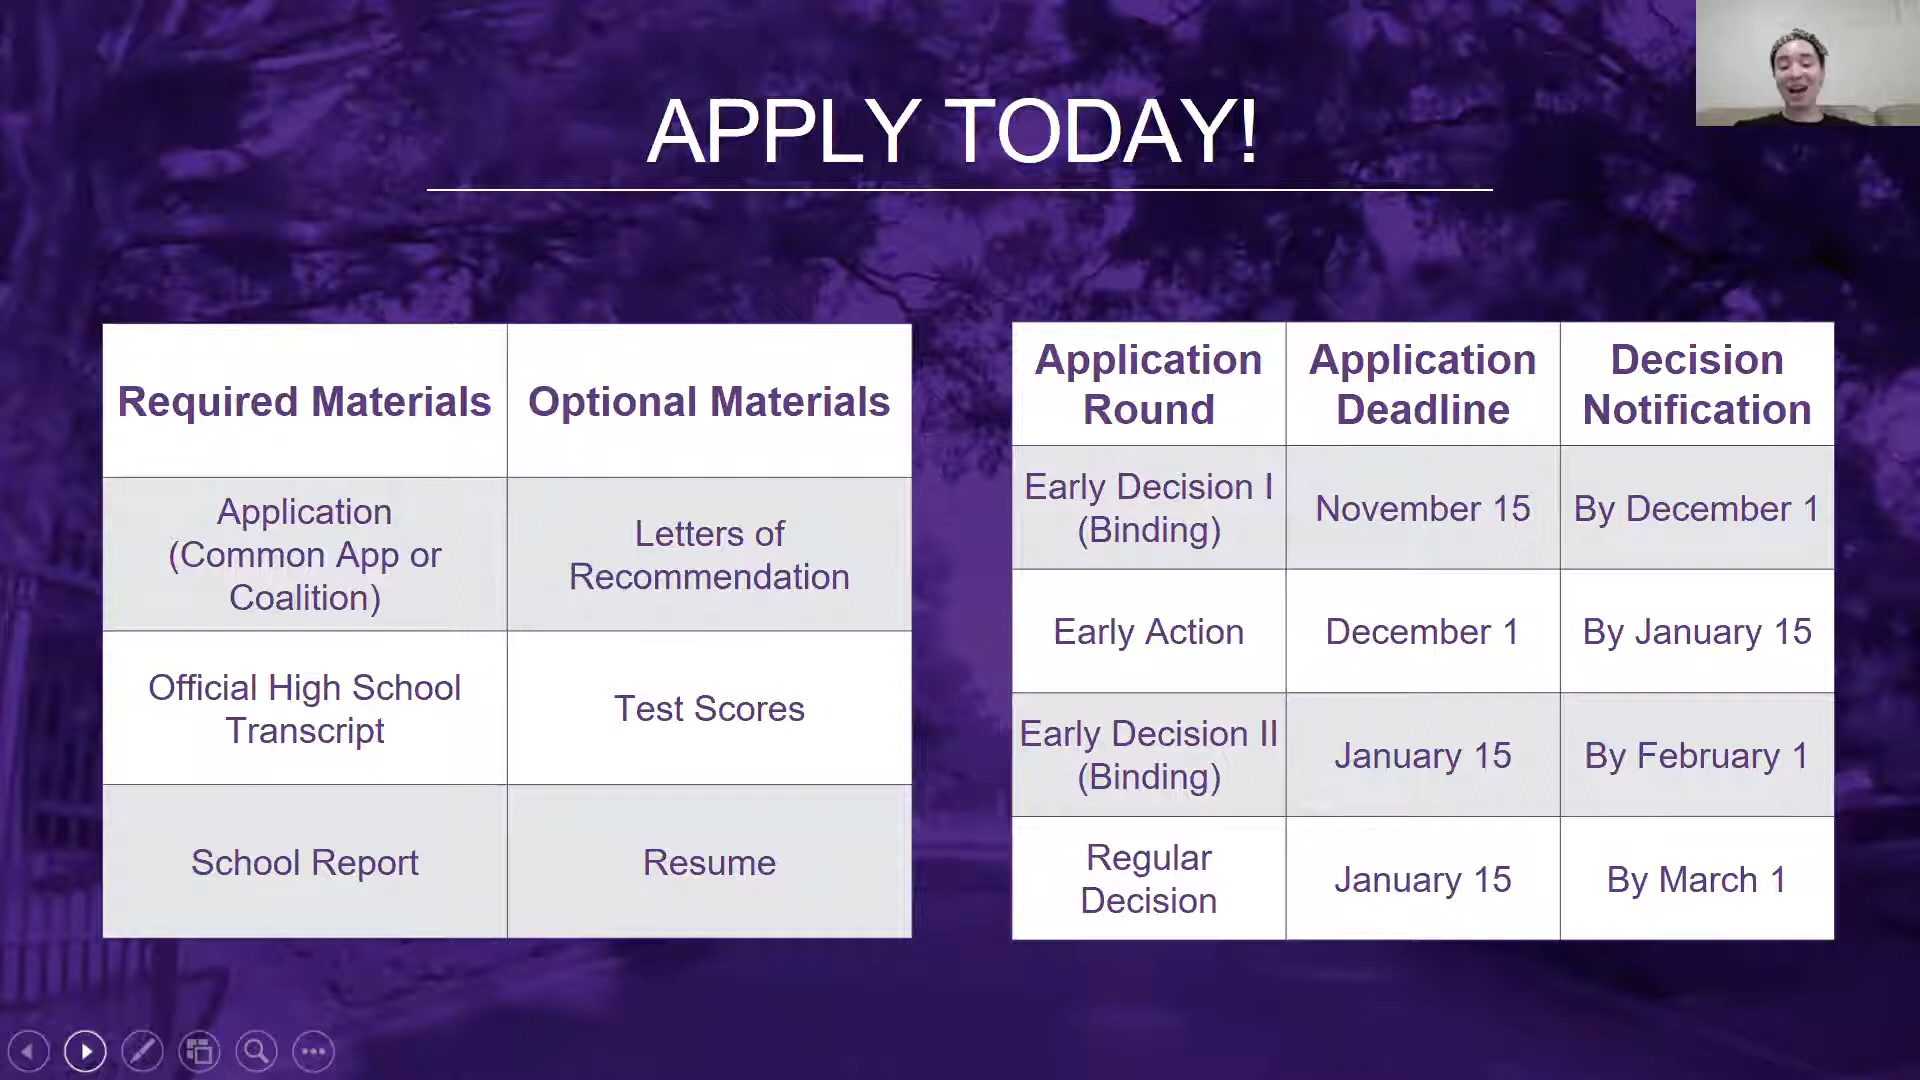 APPLY TODAY!
Required Materials
Optional Materials
Application
(Common App or
Coalition)
Letters of
Recommendation
Official High School
Transcript
Test Scores
School Report
Resume
Application
Round
Application
Deadline
Decision
Notification
Early Decision I
(Binding)
November 15
By December 1
Early Action
December 1
By January 15
Early Decision II
(Binding)
January 15
By February 1
Regular
Decision
January 15
By March 1